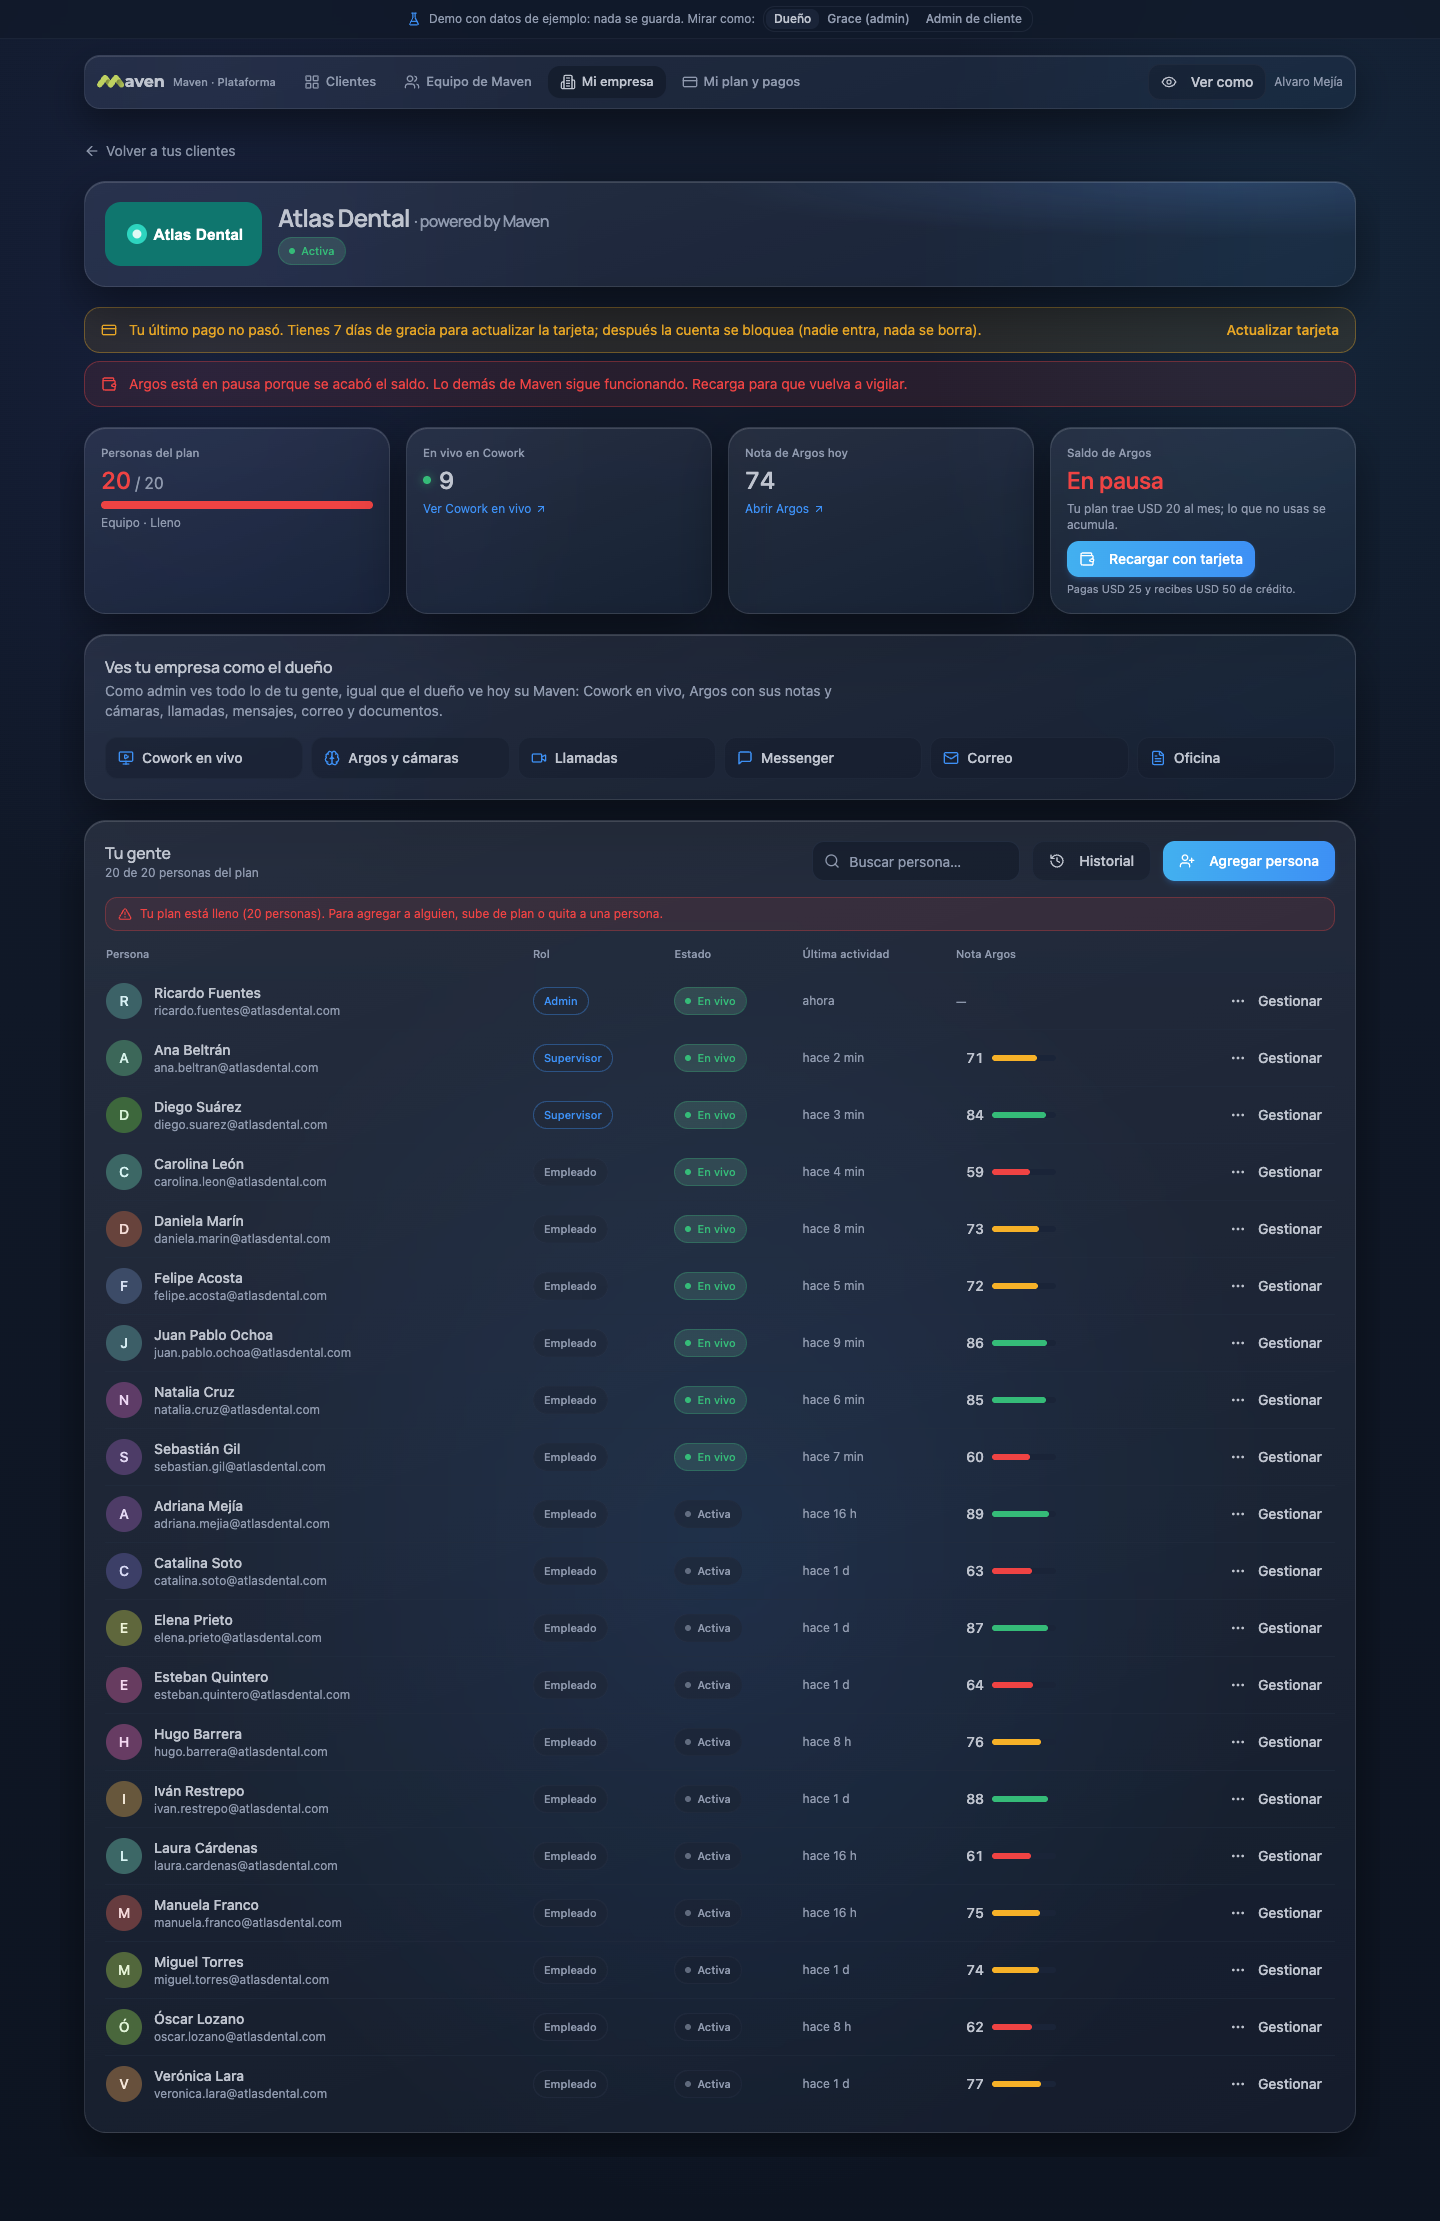 Demo con datos de ejemplo: nada se guarda. Mirar como: Dueño Grace (admin) Admin de cliente
maven Maven · Plataforma Clientes Equipo de Maven Mi empresa Mi plan y pagos Ver como Alvaro Mejía
Volver a tus clientes
Atlas Dental
Atlas Dental · powered by Maven
Activa
Tu último pago no pasó. Tienes 7 días de gracia para actualizar la tarjeta; después la cuenta se bloquea (nadie entra, nada se borra). Actualizar tarjeta
Argos está en pausa porque se acabó el saldo. Lo demás de Maven sigue funcionando. Recarga para que vuelva a vigilar.
Personas del plan
20 / 20
Equipo · Lleno
En vivo en Cowork
9
Ver Cowork en vivo
Nota de Argos hoy
74
Abrir Argos
Saldo de Argos
En pausa
Tu plan trae USD 20 al mes; lo que no usas se
acumula.
Recargar con tarjeta
Pagas USD 25 y recibes USD 50 de crédito.
Ves tu empresa como el dueño
Como admin ves todo lo de tu gente, igual que el dueño ve hoy su Maven: Cowork en vivo, Argos con sus notas y
cámaras, llamadas, mensajes, correo y documentos.
Cowork en vivo Argos y cámaras Llamadas Messenger Correo Oficina
Tu gente
20 de 20 personas del plan
Buscar persona... Historial Agregar persona
Tu plan está lleno (20 personas). Para agregar a alguien, sube de plan o quita a una persona.
Persona Rol Estado Última actividad Nota Argos
R Ricardo Fuentes Admin En vivo ahora — Gestionar
ricardo.fuentes@atlasdental.com
A Ana Beltrán Supervisor En vivo hace 2 min 71 Gestionar
ana.beltran@atlasdental.com
D Diego Suárez Supervisor En vivo hace 3 min 84 Gestionar
diego.suarez@atlasdental.com
C Carolina León Empleado En vivo hace 4 min 59 Gestionar
carolina.leon@atlasdental.com
D Daniela Marín Empleado En vivo hace 8 min 73 Gestionar
daniela.marin@atlasdental.com
F Felipe Acosta Empleado En vivo hace 5 min 72 Gestionar
felipe.acosta@atlasdental.com
J Juan Pablo Ochoa Empleado En vivo hace 9 min 86 Gestionar
juan.pablo.ochoa@atlasdental.com
N Natalia Cruz Empleado En vivo hace 6 min 85 Gestionar
natalia.cruz@atlasdental.com
S Sebastián Gil Empleado En vivo hace 7 min 60 Gestionar
sebastian.gil@atlasdental.com
A Adriana Mejía Empleado Activa hace 16 h 89 Gestionar
adriana.mejia@atlasdental.com
C Catalina Soto Empleado Activa hace 1 d 63 Gestionar
catalina.soto@atlasdental.com
E Elena Prieto Empleado Activa hace 1 d 87 Gestionar
elena.prieto@atlasdental.com
E Esteban Quintero Empleado Activa hace 1 d 64 Gestionar
esteban.quintero@atlasdental.com
H Hugo Barrera Empleado Activa hace 8 h 76 Gestionar
hugo.barrera@atlasdental.com
I Iván Restrepo Empleado Activa hace 1 d 88 Gestionar
ivan.restrepo@atlasdental.com
L Laura Cárdenas Empleado Activa hace 16 h 61 Gestionar
laura.cardenas@atlasdental.com
M Manuela Franco Empleado Activa hace 16 h 75 Gestionar
manuela.franco@atlasdental.com
M Miguel Torres Empleado Activa hace 1 d 74 Gestionar
miguel.torres@atlasdental.com
Ó Óscar Lozano Empleado Activa hace 8 h 62 Gestionar
oscar.lozano@atlasdental.com
V Verónica Lara Empleado Activa hace 1 d 77 Gestionar
veronica.lara@atlasdental.com